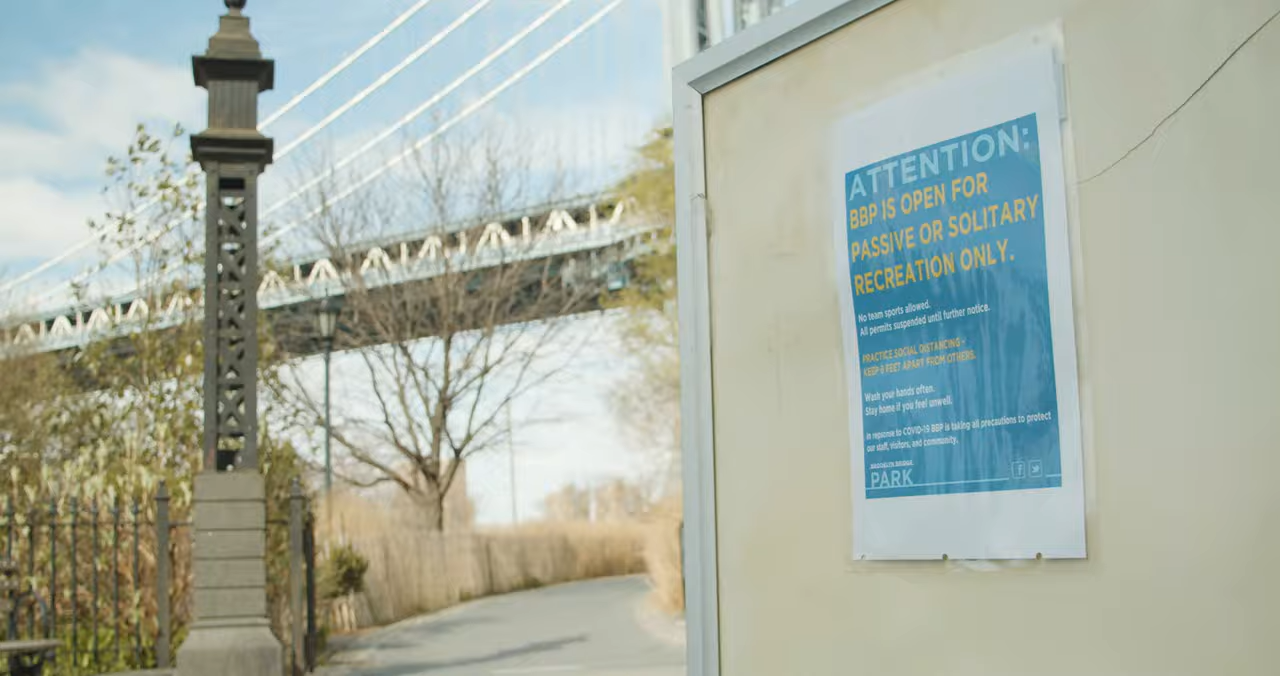 ATTENTION:
BBP IS OPEN FOR
PASSIVE OR SOLITARY
RECREATION ONLY.
No team sports allowed.
All permits suspended until further notice.
PRACTICE SOCIAL DISTANCING -
KEEP 6 FEET APART FROM OTHERS.
Wash your hands often.
Stay home if you feel unwell.
In response to COVID-19 BBP is taking all precautions to protect
our staff, visitors, and community.
BROOKLYN BRIDGE
PARK